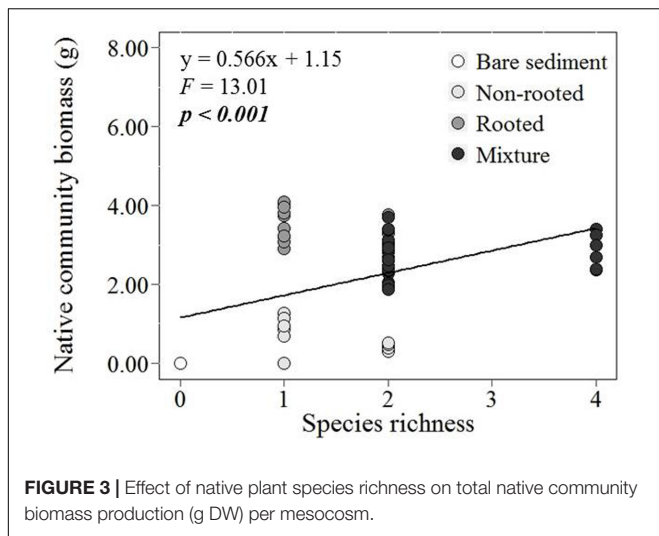 Native community biomass (g)
8.00
6.00
4.00
2.00
0.00
y = 0.566x + 1.15
F = 13.01
p < 0.001
Bare sediment
Non-rooted
Rooted
Mixture
0 1 2 3 4
Species richness
FIGURE 3 | Effect of native plant species richness on total native community
biomass production (g DW) per mesocosm.